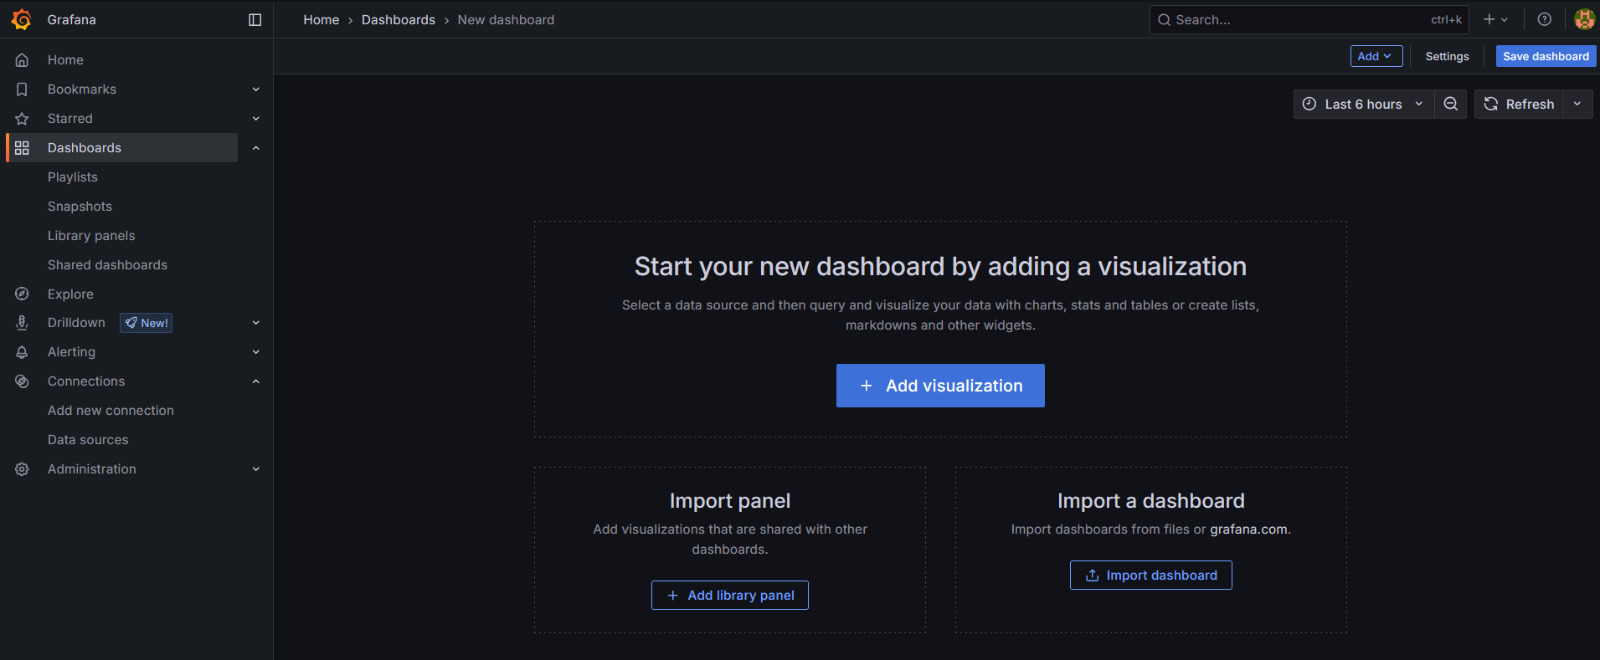 Grafana
Home › Dashboards › New dashboard
Search... ctrl+k
Add
Settings
Save dashboard
Last 6 hours
Refresh
Home
Bookmarks
Starred
Dashboards
Playlists
Snapshots
Library panels
Shared dashboards
Explore
Drilldown New!
Alerting
Connections
Add new connection
Data sources
Administration
Start your new dashboard by adding a visualization
Select a data source and then query and visualize your data with charts, stats and tables or create lists,
markdowns and other widgets.
+ Add visualization
Import panel
Add visualizations that are shared with other
dashboards.
+ Add library panel
Import a dashboard
Import dashboards from files or grafana.com.
Import dashboard